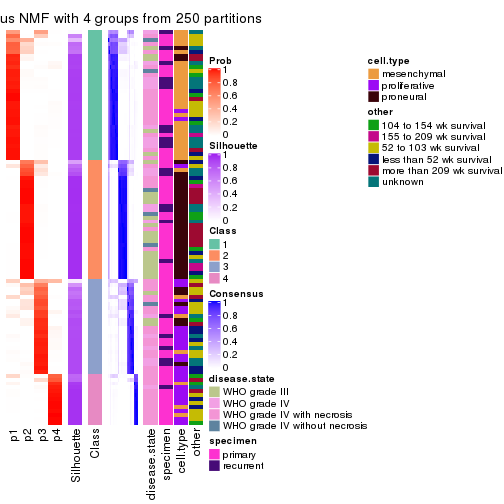 us NMF with 4 groups from 250 partitions
Prob
1
0.8
0.6
0.4
0.2
0
Silhouette
1
0.8
0.6
0.4
0.2
0
Class
1
2
3
4
Consensus
1
0.8
0.6
0.4
0.2
0
disease.state
WHO grade III
WHO grade IV
WHO grade IV with necrosis
WHO grade IV without necrosis
specimen
primary
recurrent
cell.type
mesenchymal
proliferative
proneural
other
104 to 154 wk survival
155 to 209 wk survival
52 to 103 wk survival
less than 52 wk survival
more than 209 wk survival
unknown
p1
p2
p3
p4
Silhouette
Class
disease.state
specimen
cell.type
other